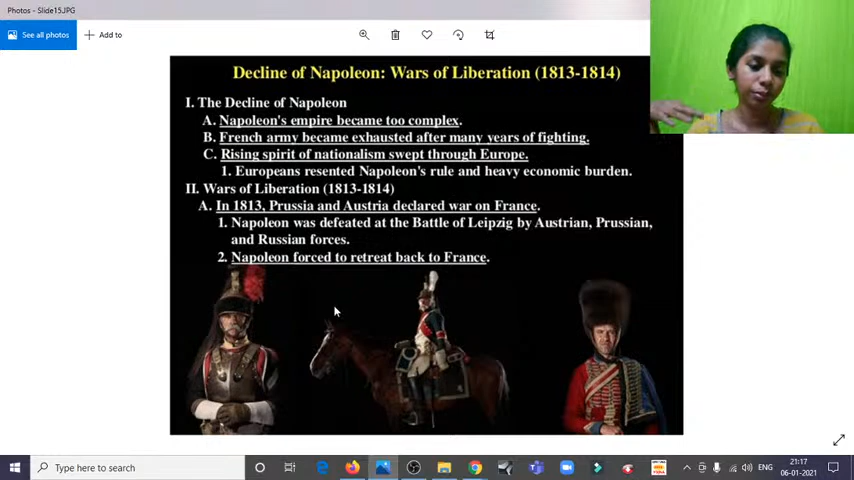 Photos - Slide15JPG
See all photos
Add to
Decline of Napoleon: Wars of Liberation (1813-1814)
I. The Decline of Napoleon
A. Napoleon's empire became too complex.
B. French army became exhausted after many years of fighting.
C. Rising spirit of nationalism swept through Europe.
1. Europeans resented Napoleon's rule and heavy economic burden.
II. Wars of Liberation (1813-1814)
A. In 1813, Prussia and Austria declared war on France.
1. Napoleon was defeated at the Battle of Leipzig by Austrian, Prussian,
and Russian forces.
2. Napoleon forced to retreat back to France.
Type here to search
ENG
21:17
06-01-2021